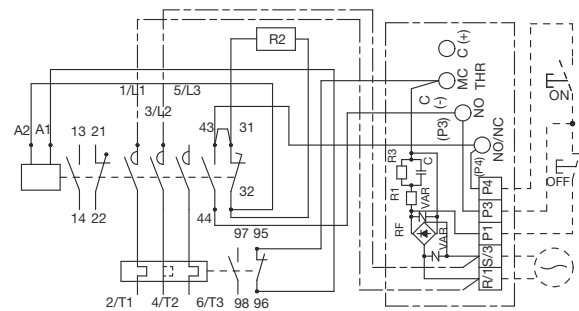 R2
C (+)
MC
THR
C
(-)
NO
(P3)
NO/NC
(P4)
ON
OFF
1/L1
5/L3
3/L2
43
31
A2
A1
13
21
14
22
44
32
97
95
98
96
2/T1
4/T2
6/T3
R3
C
R1
VAR
RF
VAR
P4
P3
P1
S/3
R/1